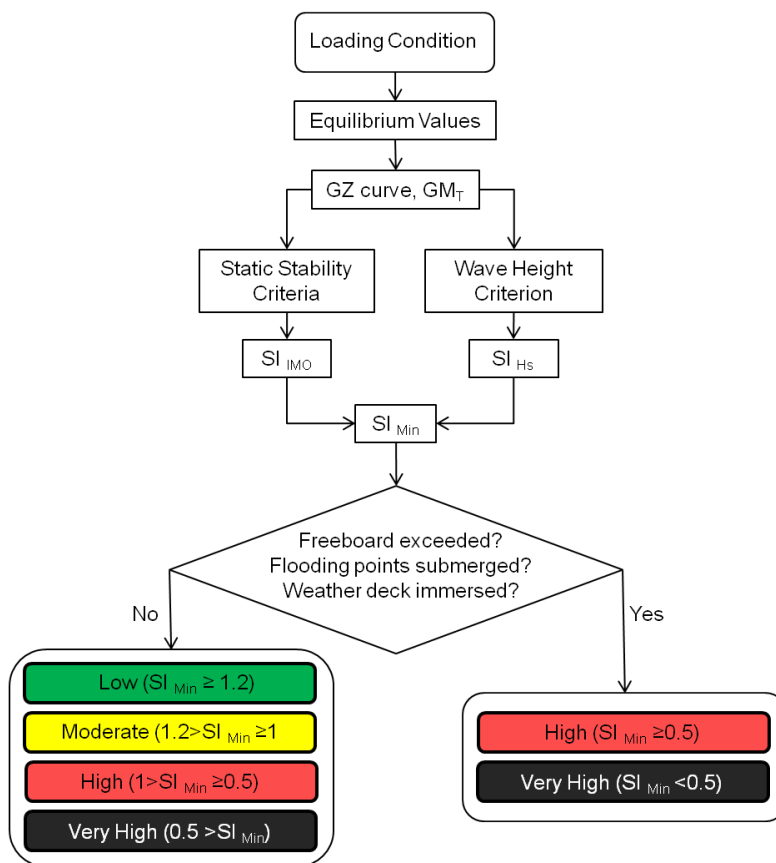 Loading Condition
Equilibrium Values
GZ curve, GM T
Static Stability
Criteria
Wave Height
Criterion
SI IMO
SI Hs
SI Min
Freeboard exceeded?
Flooding points submerged?
Weather deck immersed?
No
Yes
Low (SI Min ≥ 1.2)
Moderate (1.2>SI Min ≥1
High (1>SI Min ≥0.5)
Very High (0.5 >SI Min)
High (SI Min ≥0.5)
Very High (SI Min <0.5)